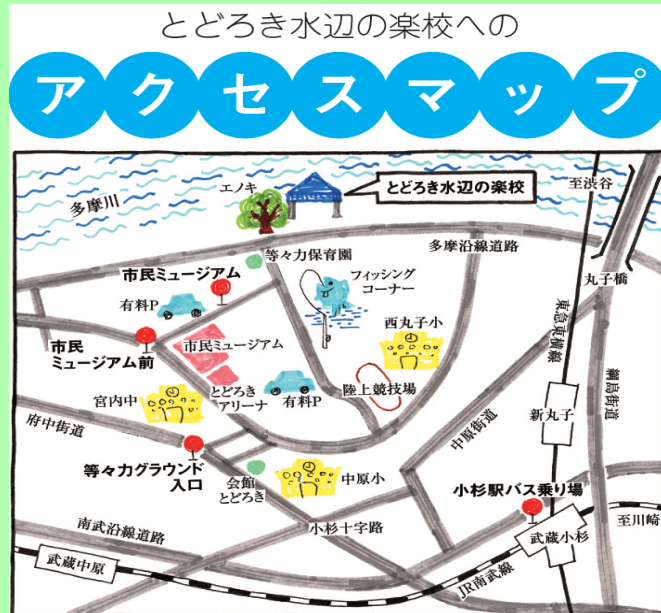 とどろき水辺の楽校への
アクセスマップ
多摩川
エノキ
とどろき水辺の楽校
至渋谷
等々力保育園
多摩沿線道路
丸子橋
市民ミュージアム
フィッシング
コーナー
有料P
西丸子小
東急東横線
綱島街道
市民
ミュージアム前
市民ミュージアム
とどろき
アリーナ
有料P
陸上競技場
宮内中
中原街道
新丸子
府中街道
等々力グラウンド
入口
会館
とどろき
中原小
小杉駅バス乗り場
南武沿線道路
小杉十字路
至川崎
武蔵中原
武蔵小杉
JR南武線